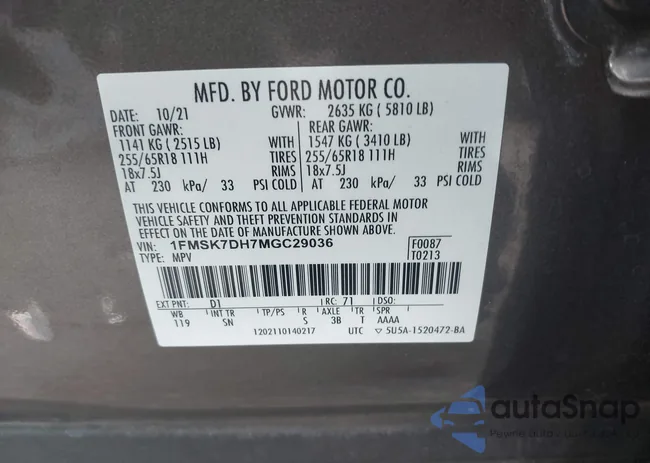 MFD. BY FORD MOTOR CO.
DATE: 10/21 GVWR: 2635 KG ( 5810 LB)
FRONT GAWR: REAR GAWR:
1141 KG ( 2515 LB) WITH 1547 KG ( 3410 LB) WITH
255/65R18 111H TIRES 255/65R18 111H TIRES
18x7.5J RIMS 18x7.5J RIMS
AT 230 kPa/ 33 PSI COLD AT 230 kPa/ 33 PSI COLD
THIS VEHICLE CONFORMS TO ALL APPLICABLE FEDERAL MOTOR
VEHICLE SAFETY AND THEFT PREVENTION STANDARDS IN
EFFECT ON THE DATE OF MANUFACTURE SHOWN ABOVE.
VIN: 1FMSK7DH7MGC29036 F0087
TYPE: MPV T0213
EXT PNT: D1 RC: 71 DSO:
WB INT TR TP/PS R AXLE TR SPR
119 SN S 3B T AAAA
1202110140217 UTC ▽ 5U5A-1520472-BA
autoSnap
Pewne auta z USA